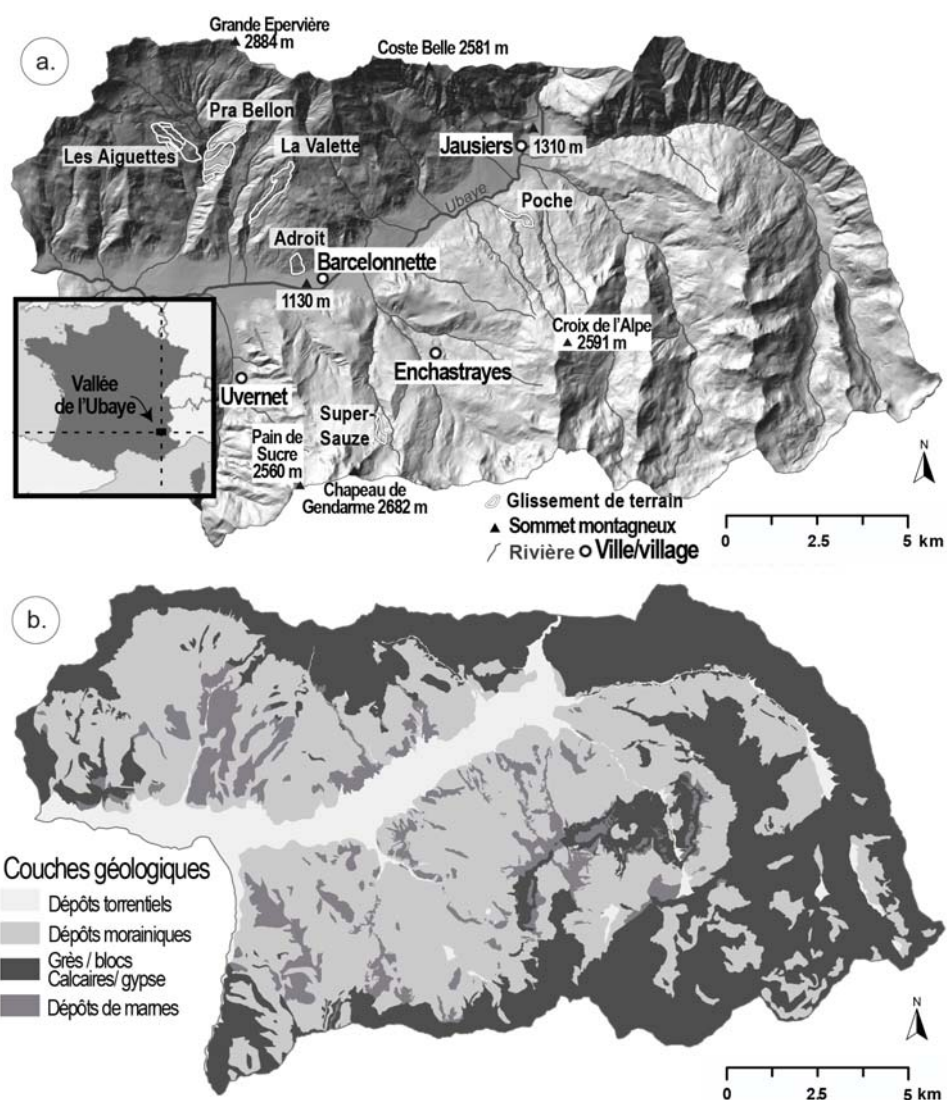 a.
Grande Epervière
2884 m
Coste Belle 2581 m
Pra Bellon
Les Aiguettes
La Valette
Jausiers
1310 m
Ubaye
Poche
Adroit
Barcelonnette
1130 m
Croix de l'Alpe
2591 m
Enchastrayes
Uvernet
Vallée
de l'Ubaye
Super-
Sauze
Pain de
Sucre
2560 m
Chapeau de
Gendarme 2682 m
N
Glissement de terrain
Sommet montagneux
Rivière Ville/village
0 2.5 5 km
b.
Couches géologiques
Dépôts torrentiels
Dépôts morainiques
Grès / blocs
Calcaires/ gypse
Dépôts de marnes
N
0 2.5 5 km